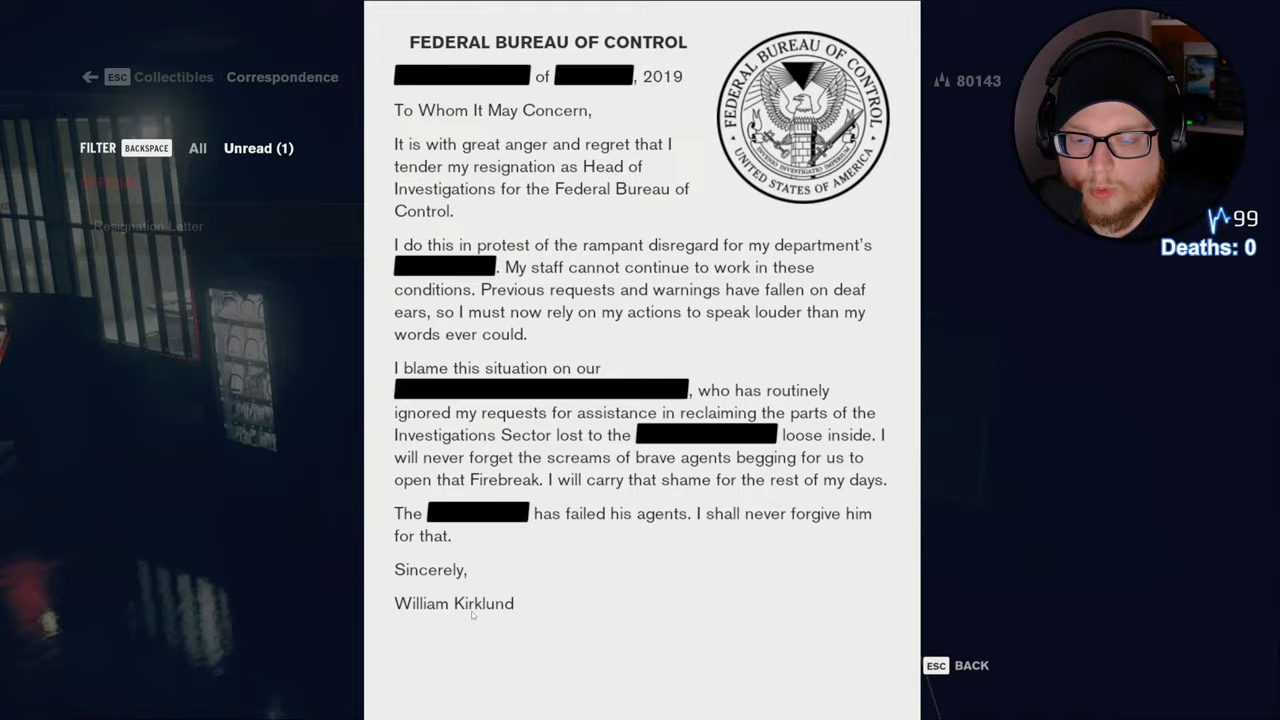 FEDERAL BUREAU OF CONTROL
of , 2019
To Whom It May Concern,
It is with great anger and regret that I
tender my resignation as Head of
Investigations for the Federal Bureau of
Control.
I do this in protest of the rampant disregard for my department's
. My staff cannot continue to work in these
conditions. Previous requests and warnings have fallen on deaf
ears, so I must now rely on my actions to speak louder than my
words ever could.
I blame this situation on our
, who has routinely
ignored my requests for assistance in reclaiming the parts of the
Investigations Sector lost to the loose inside. I
will never forget the screams of brave agents begging for us to
open that Firebreak. I will carry that shame for the rest of my days.
The has failed his agents. I shall never forgive him
for that.
Sincerely,
William Kirklund
FEDERAL BUREAU OF CONTROL
UNITED STATES OF AMERICA
ESC Collectibles Correspondence
FILTER BACKSPACE All Unread (1)
OFFICIAL
Resignation Letter
80143
99
Deaths: 0
ESC BACK